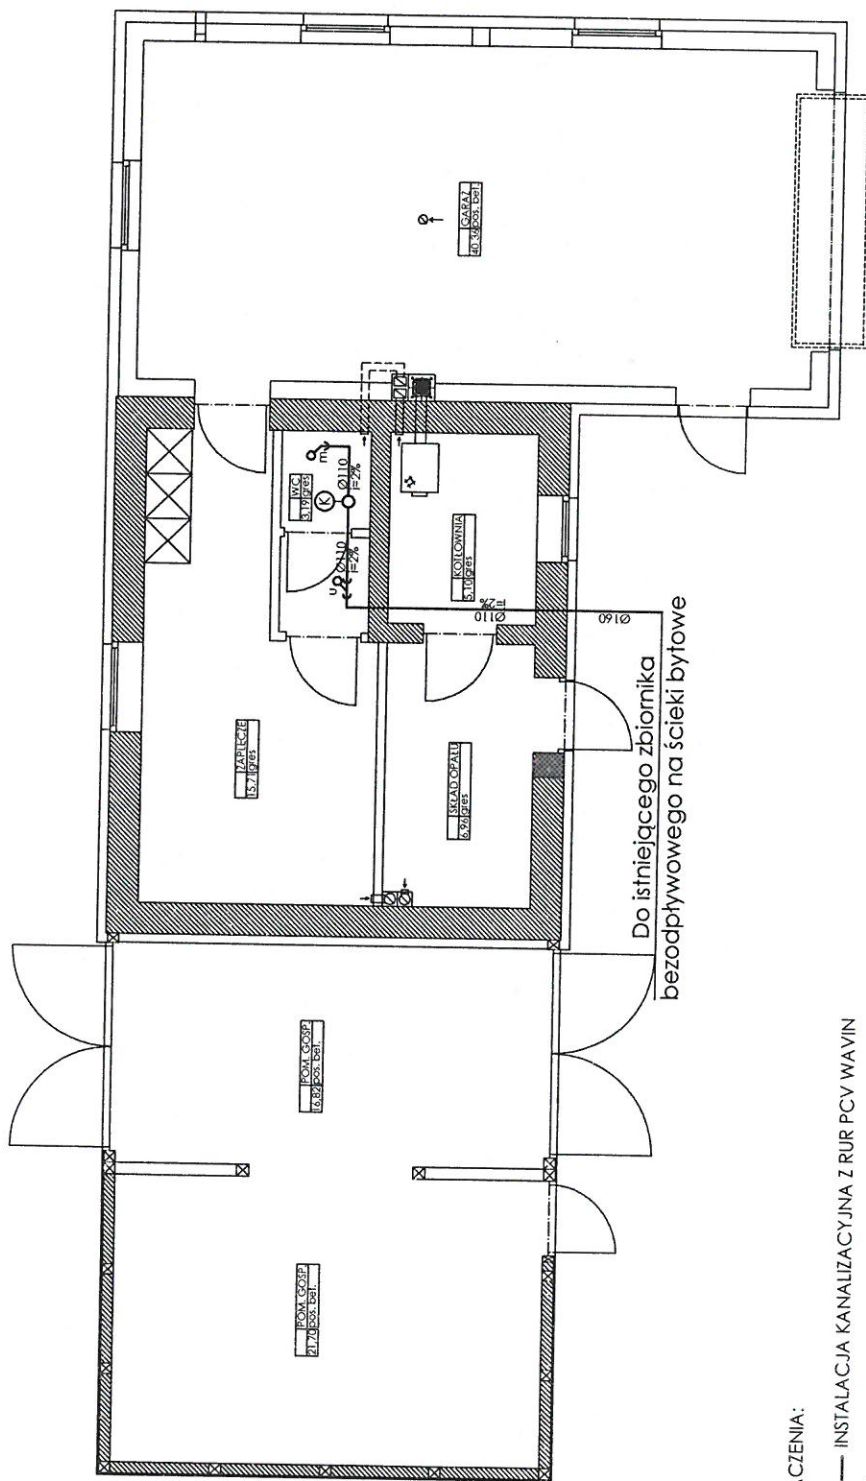 GARAŻ
40,36 pos. bet.
WC
3,19 gres
m
Ø110
i=2%
K
u
Ø110
i=2%
KOTŁOWNIA
5,10 gres
Ø110
i=2%
Ø160
ZAPLECZE
15,71 gres
SKŁAD OPAŁU
6,96 gres
Do istniejącego zbiornika
bezodpływowego na ścieki bytowe
POM. GOSP.
16,82 pos. bet.
POM. GOSP.
21,70 pos. bet.
CZENIA:
INSTALACJA KANALIZACYJNA Z RUR PCV WAVIN